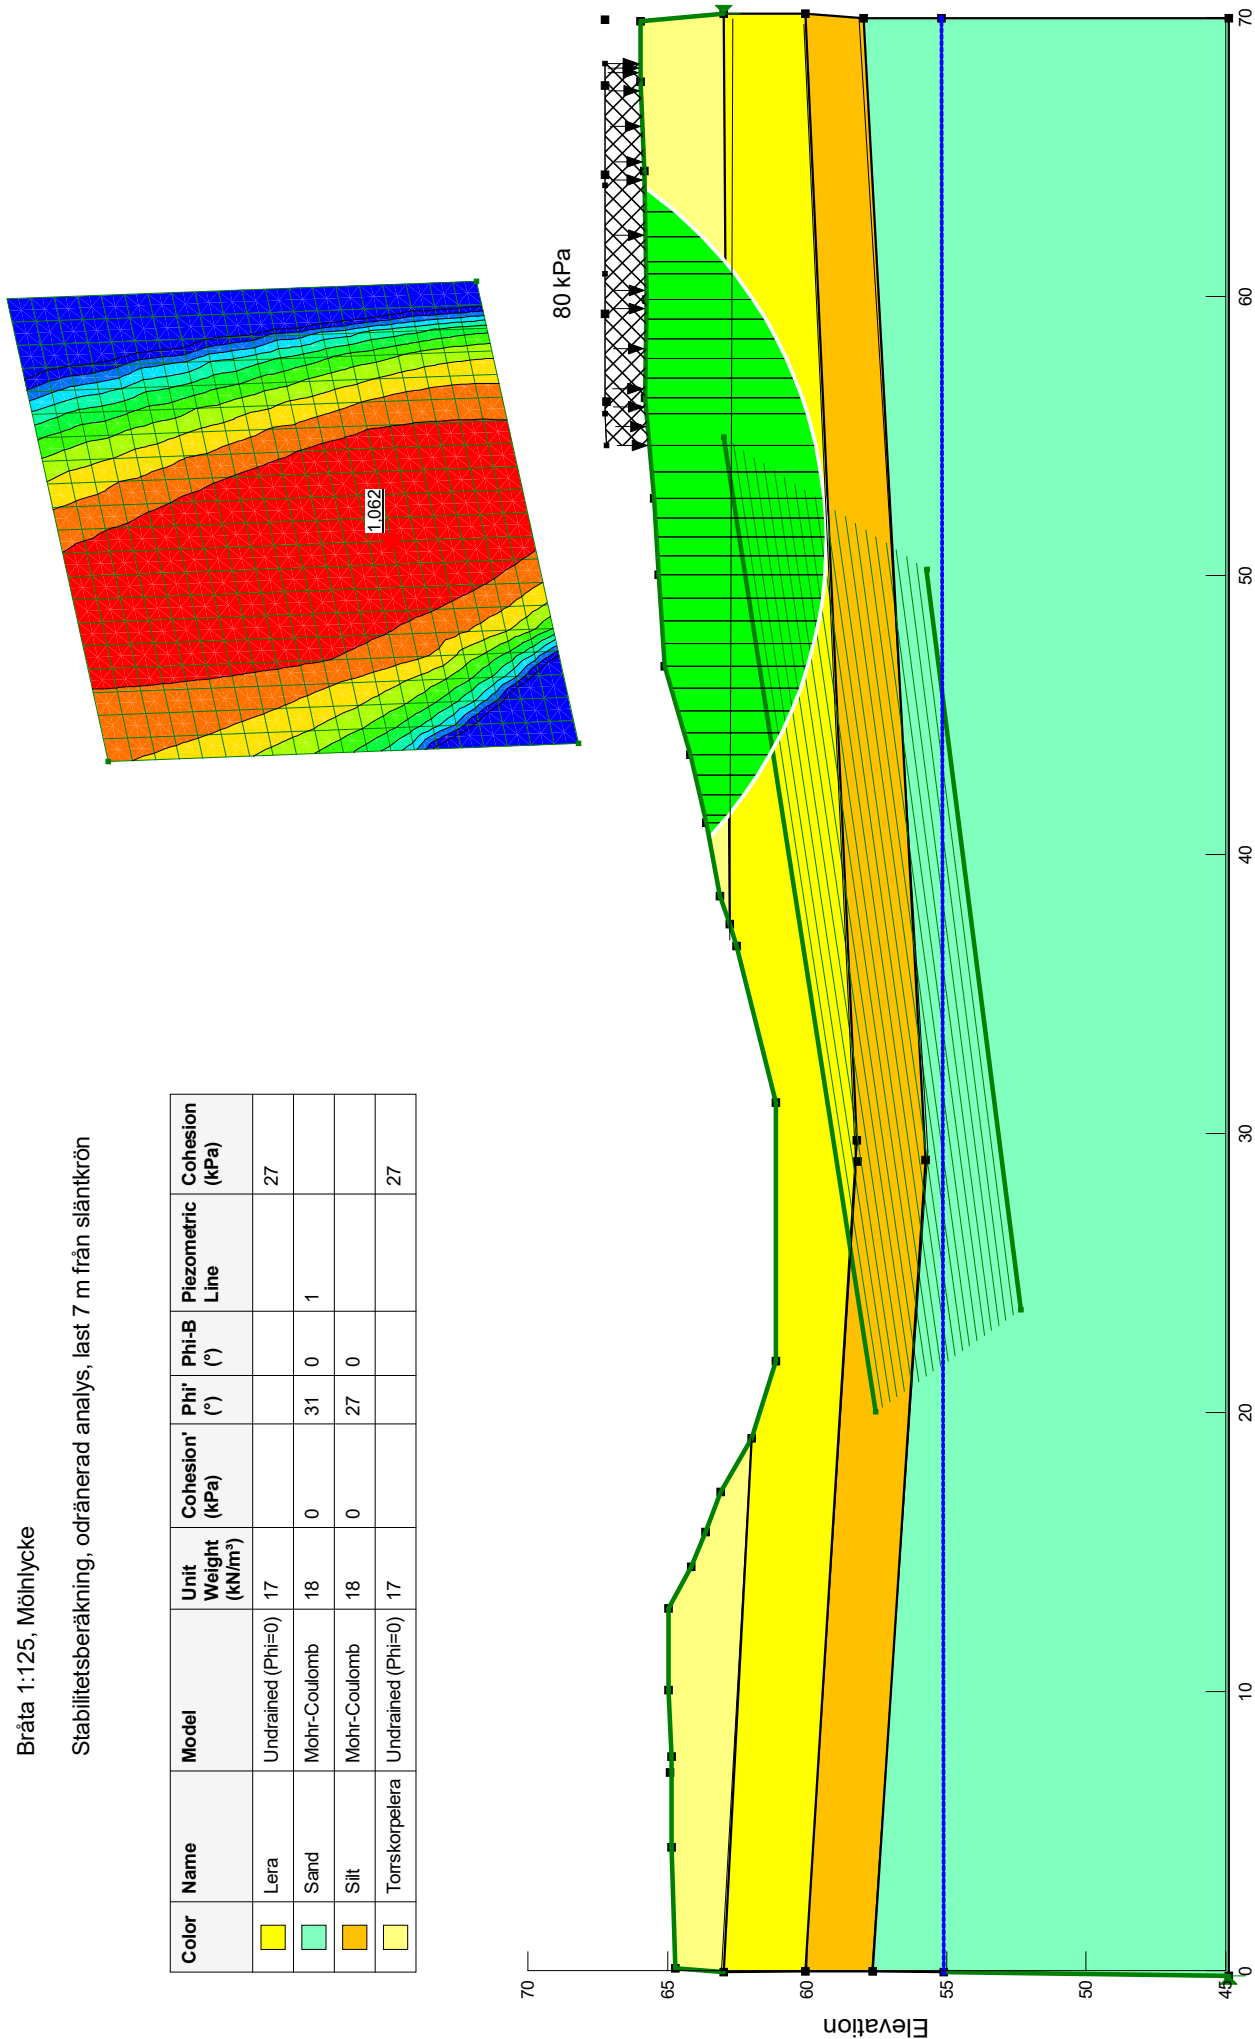 Bråta 1:125, Mölnlycke
Stabilitetsberäkning, odränerad analys, last 7 m från släntkrön
Color Name Model Unit Weight (kN/m³) Cohesion' (kPa) Phi' (°) Phi-B (°) Piezometric Line Cohesion (kPa)
Lera Undrained (Phi=0) 17 27
Sand Mohr-Coulomb 18 0 31 0 1
Silt Mohr-Coulomb 18 0 27 0
Torrskorpelera Undrained (Phi=0) 17 27
1,062
80 kPa
Elevation
70
65
60
55
50
45
0 10 20 30 40 50 60 70